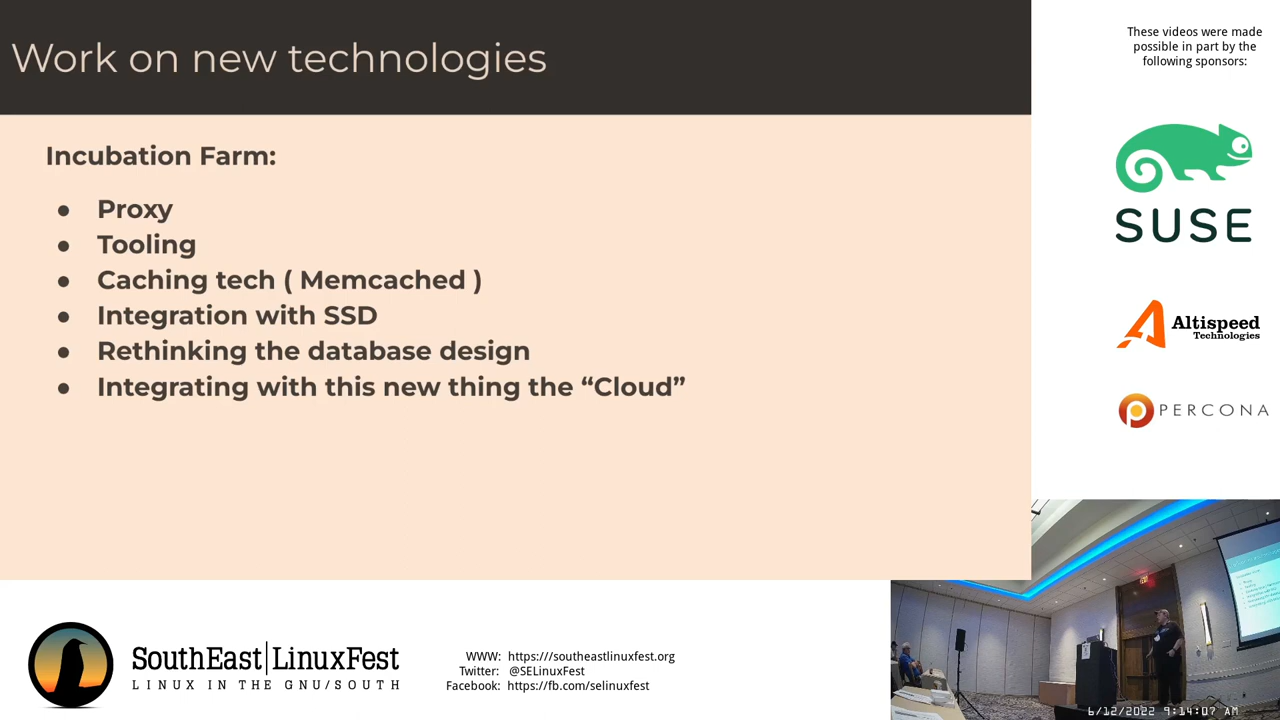 Work on new technologies
Incubation Farm:
● Proxy
● Tooling
● Caching tech ( Memcached )
● Integration with SSD
● Rethinking the database design
● Integrating with this new thing the “Cloud”
These videos were made
possible in part by the
following sponsors:
SUSE
Altispeed
Technologies
PERCONA
SouthEast|LinuxFest
LINUX IN THE GNU/SOUTH
WWW: https:///southeastlinuxfest.org
Twitter: @SELinuxFest
Facebook: https://fb.com/selinuxfest
6/12/2022 9:14:07 AM